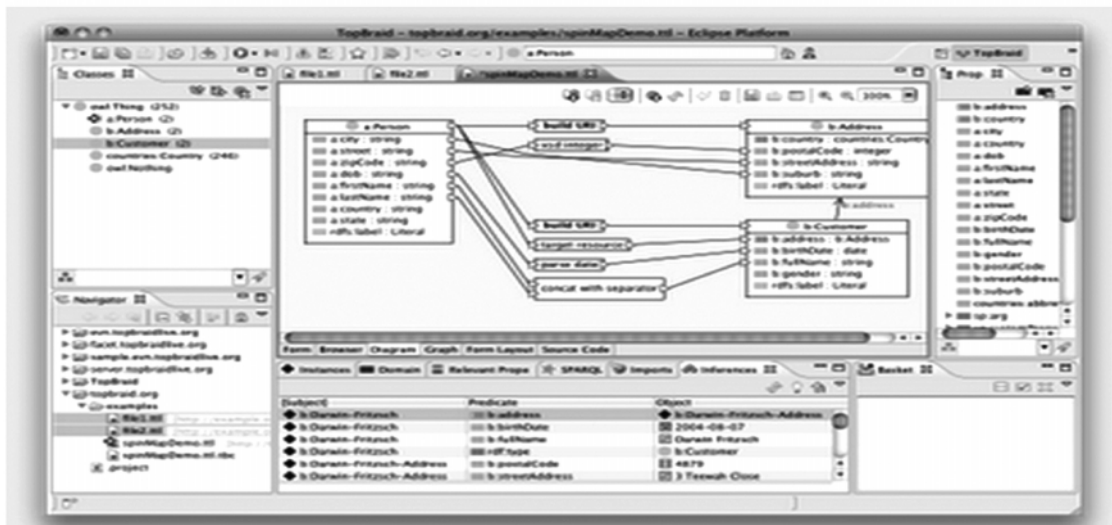 TopBraid – topbraid.org/examples/spinMapDemo.ttl – Eclipse Platform
a:Person
TopBraid
Classes
owl:Thing (252)
a:Person (2)
b:Address (2)
b:Customer (2)
countries:Country (246)
owl:Nothing
Navigator
evn.topbraidlive.org
facet.topbraidlive.org
sample.evn.topbraidlive.org
server.topbraidlive.org
TopBraid
topbraid.org
examples
file1.ttl
file2.ttl
spinMapDemo.ttl
spinMapDemo.ttl.tbc
.project
file1.ttl
file2.ttl
*spinMapDemo.ttl
100%
a:Person
a:city : string
a:street : string
a:zipCode : string
a:dob : string
a:firstName : string
a:lastName : string
a:country : string
a:state : string
rdfs:label : Literal
build URI
xsd:integer
build URI
target resource
parse date
concat with separator
b:Address
b:country : countries:Country
b:postalCode : integer
b:streetAddress : string
b:suburb : string
rdfs:label : Literal
b:address
b:Customer
b:address : b:Address
b:birthDate : date
b:fullName : string
b:gender : string
rdfs:label : Literal
Form Browser Diagram Graph Form Layout Source Code
Prop
b:address
b:country
a:city
a:country
a:dob
a:firstName
a:lastName
a:state
a:street
a:zipCode
b:birthDate
b:fullName
b:gender
b:postalCode
b:streetAddress
b:suburb
countries:abbre
sp:arg
Instances Domain Relevant Prope SPARQL Imports Inferences
[Subject] Predicate Object
b:Darwin-Fritzsch b:address b:Darwin-Fritzsch-Address
b:Darwin-Fritzsch b:birthDate 2004-08-07
b:Darwin-Fritzsch b:fullName Darwin Fritzsch
b:Darwin-Fritzsch rdf:type b:Customer
b:Darwin-Fritzsch-Address b:postalCode 4879
b:Darwin-Fritzsch-Address b:streetAddress 3 Teewah Close
Basket